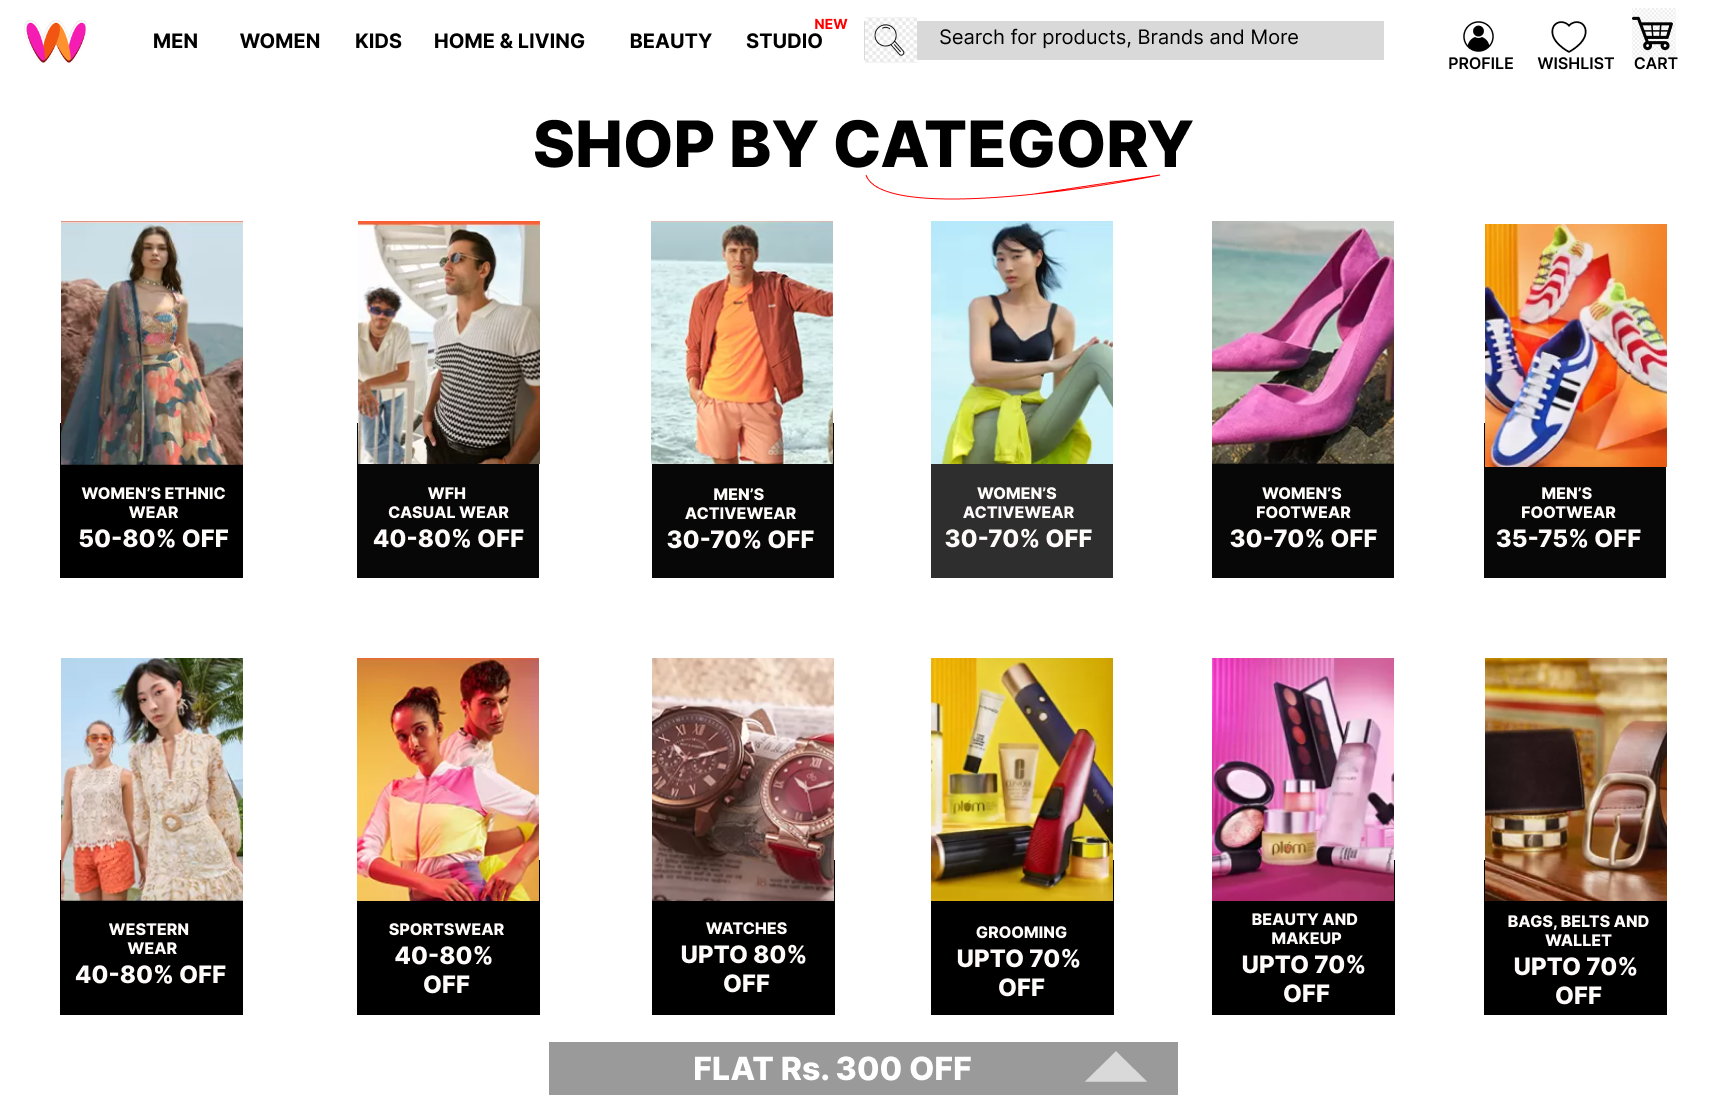 MEN WOMEN KIDS HOME & LIVING BEAUTY STUDIO NEW
Search for products, Brands and More
PROFILE WISHLIST CART
SHOP BY CATEGORY
WOMEN'S ETHNIC
WEAR
50-80% OFF
WFH
CASUAL WEAR
40-80% OFF
MEN'S
ACTIVEWEAR
30-70% OFF
WOMEN'S
ACTIVEWEAR
30-70% OFF
WOMEN'S
FOOTWEAR
30-70% OFF
MEN'S
FOOTWEAR
35-75% OFF
WESTERN
WEAR
40-80% OFF
SPORTSWEAR
40-80%
OFF
WATCHES
UPTO 80%
OFF
plum
GROOMING
UPTO 70%
OFF
plum
BEAUTY AND
MAKEUP
UPTO 70%
OFF
BAGS, BELTS AND
WALLET
UPTO 70%
OFF
FLAT Rs. 300 OFF